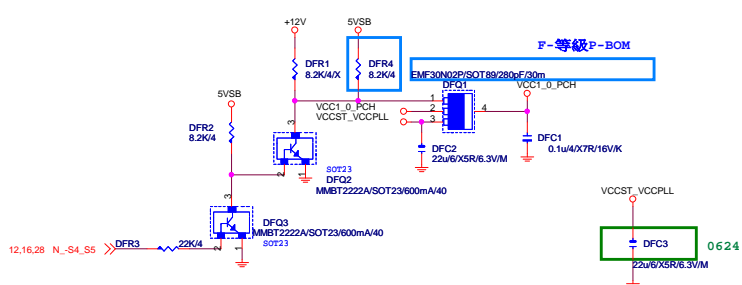 +12V
5VSB
F-等級P-BOM
DFR1
8.2K/4/X
DFR4
8.2K/4
EMF30N02P/SOT89/280pF/30m
DFQ1
VCC1_0_PCH
5VSB
VCC1_0_PCH
VCCST_VCCPLL
1
2
3
4
DFR2
8.2K/4
3
2
1
SOT23
DFQ2
MMBT2222A/SOT23/600mA/40
DFC2
22u/6/X5R/6.3V/M
DFC1
0.1u/4/X7R/16V/K
VCCST_VCCPLL
3
2
1
DFQ3
MMBT2222A/SOT23/600mA/40
SOT23
12,16,28 N_-S4_S5
DFR3
22K/4
DFC3
22u/6/X5R/6.3V/M
0624